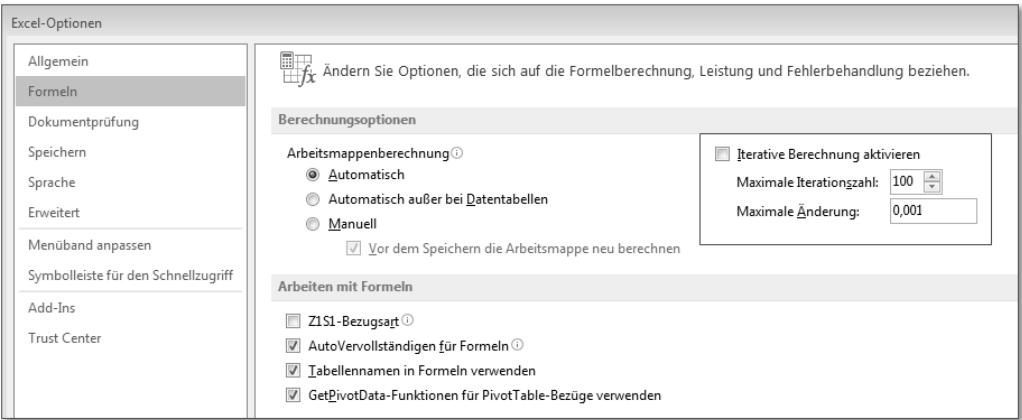 Excel-Optionen
Allgemein
Formeln
Dokumentprüfung
Speichern
Sprache
Erweitert
Menüband anpassen
Symbolleiste für den Schnellzugriff
Add-Ins
Trust Center
Ändern Sie Optionen, die sich auf die Formelberechnung, Leistung und Fehlerbehandlung beziehen.
Berechnungsoptionen
Arbeitsmappenberechnung
Automatisch
Automatisch außer bei Datentabellen
Manuell
Vor dem Speichern die Arbeitsmappe neu berechnen
Iterative Berechnung aktivieren
Maximale Iterationszahl: 100
Maximale Änderung: 0,001
Arbeiten mit Formeln
Z1S1-Bezugsart
AutoVervollständigen für Formeln
Tabellennamen in Formeln verwenden
GetPivotData-Funktionen für PivotTable-Bezüge verwenden